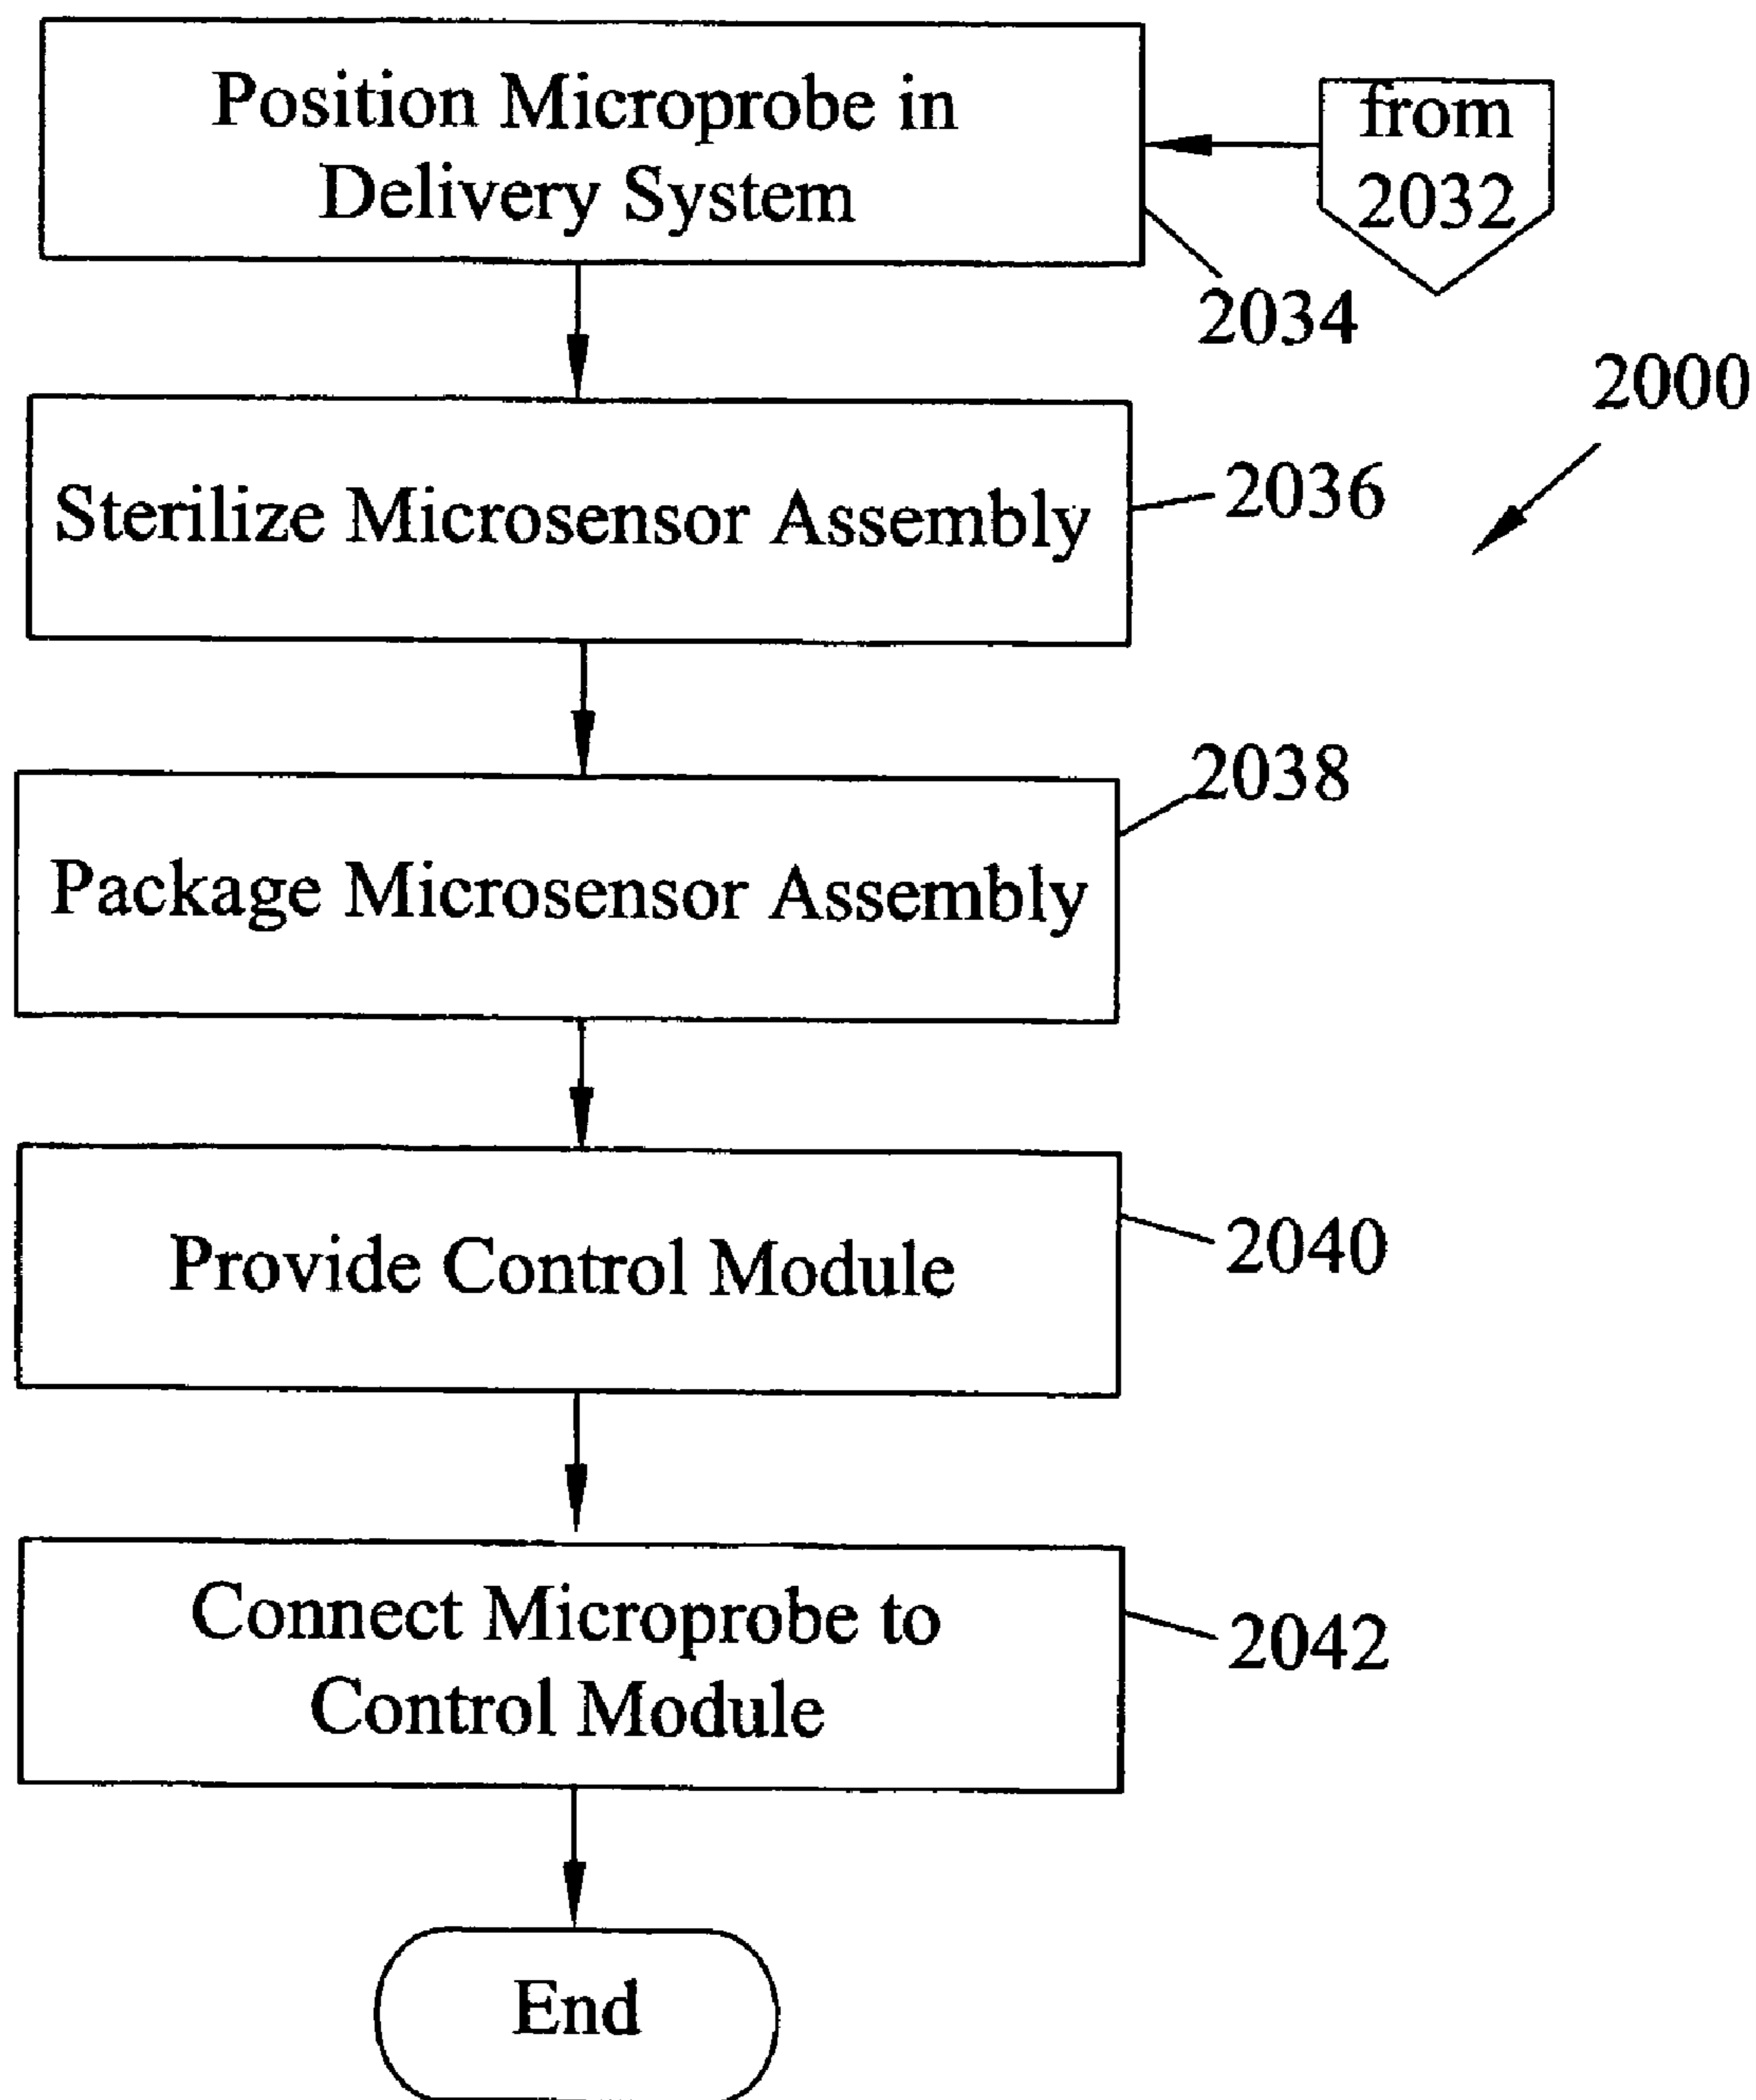 Position Microprobe in
Delivery System
from
2032
2034
2000
Sterilize Microsensor Assembly
2036
2038
Package Microsensor Assembly
Provide Control Module
2040
Connect Microprobe to
Control Module
2042
End